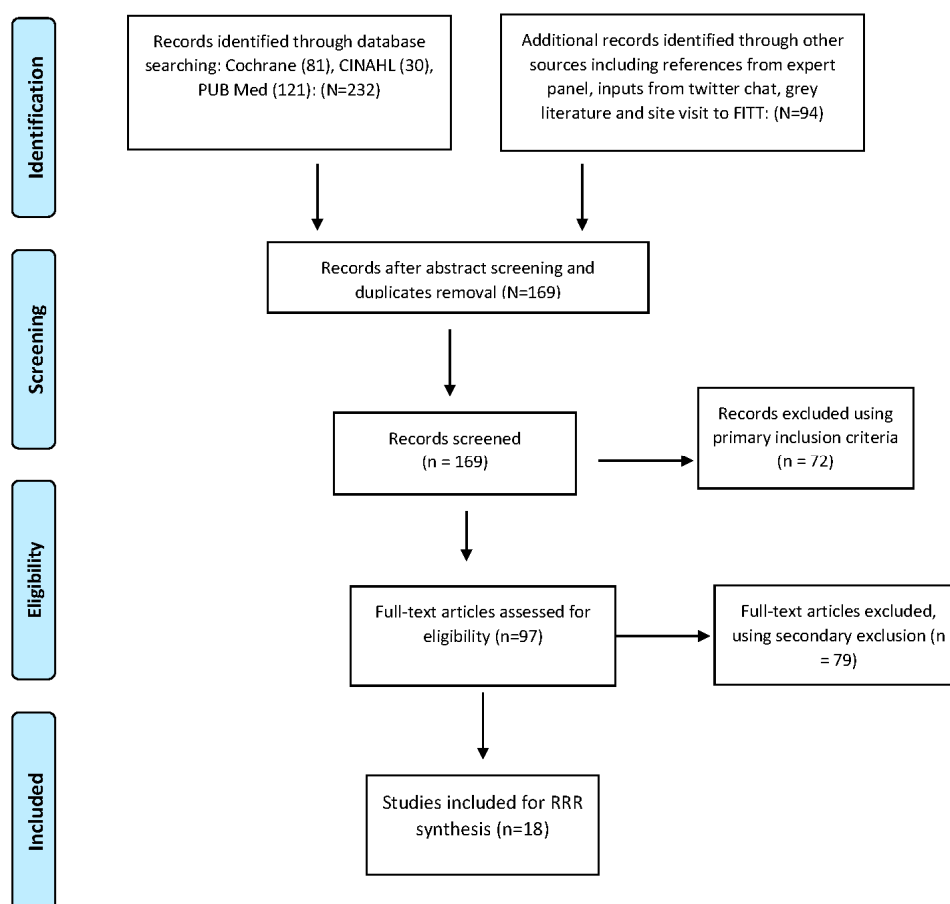 Identification
Records identified through database
searching: Cochrane (81), CINAHL (30),
PUB Med (121): (N=232)
Additional records identified through other
sources including references from expert
panel, inputs from twitter chat, grey
literature and site visit to FITT: (N=94)
Screening
Records after abstract screening and
duplicates removal (N=169)
Records screened
(n = 169)
Records excluded using
primary inclusion criteria
(n = 72)
Eligibility
Full-text articles assessed for
eligibility (n=97)
Full-text articles excluded,
using secondary exclusion (n
= 79)
Included
Studies included for RRR
synthesis (n=18)